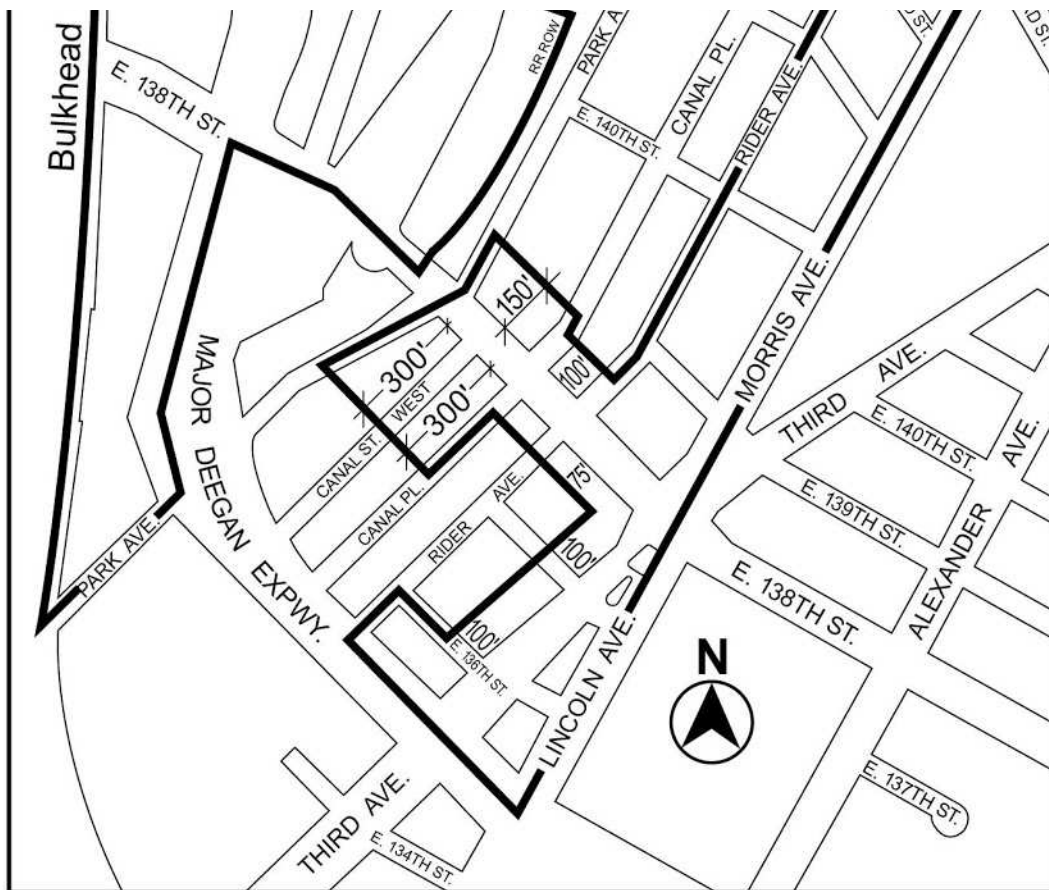 Bulkhead
E. 138TH ST.
RR ROW
PARK A
CANAL PL.
E. 140TH ST.
RIDER AVE.
D ST.
D ST.
150'
100'
MORRIS AVE.
300'
WEST
300'
CANAL ST.
CANAL PL.
RIDER AVE.
75'
100'
100'
E. 136TH ST.
MAJOR DEEGAN EXPWY.
PARK AVE.
THIRD AVE.
E. 140TH ST.
E. 139TH ST.
E. 138TH ST.
ALEXANDER AVE.
LINCOLN AVE.
N
E. 137TH ST.
THIRD AVE.
E. 134TH ST.